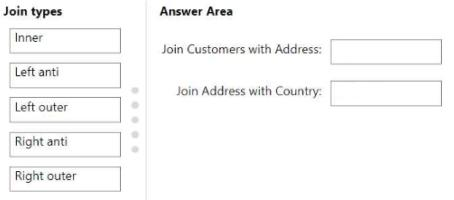 Join types
Inner
Left anti
Left outer
Right anti
Right outer
Answer Area
Join Customers with Address:
Join Address with Country: